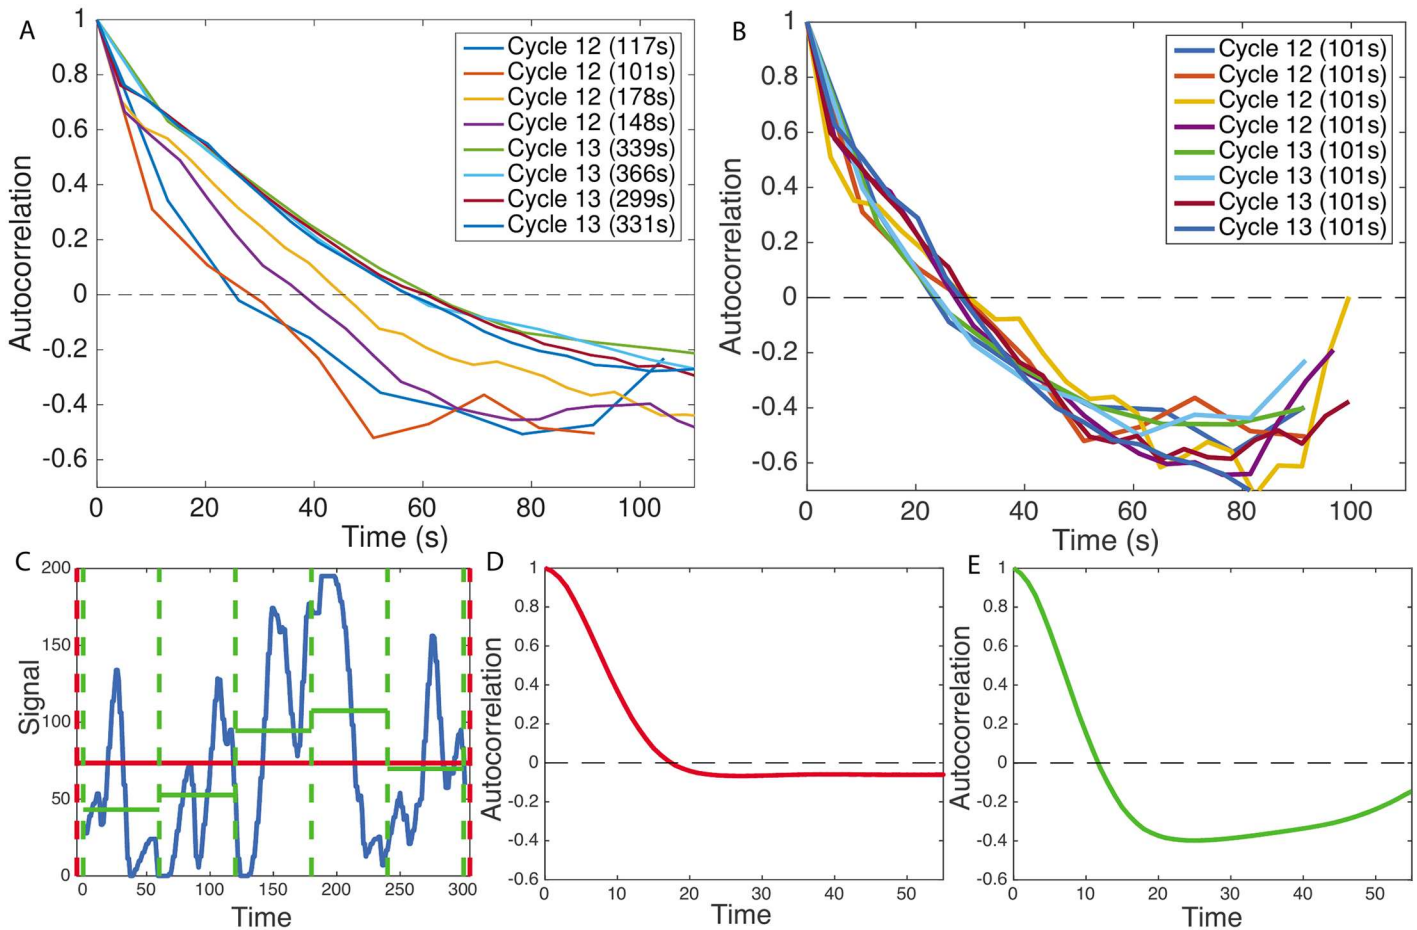 A
1
0.8
0.6
0.4
0.2
0
-0.2
-0.4
-0.6
Autocorrelation
0
20
40
60
80
100
Time (s)
Cycle 12 (117s)
Cycle 12 (101s)
Cycle 12 (178s)
Cycle 12 (148s)
Cycle 13 (339s)
Cycle 13 (366s)
Cycle 13 (299s)
Cycle 13 (331s)
B
1
0.8
0.6
0.4
0.2
0
-0.2
-0.4
-0.6
Autocorrelation
0
20
40
60
80
100
Time (s)
Cycle 12 (101s)
Cycle 12 (101s)
Cycle 12 (101s)
Cycle 12 (101s)
Cycle 13 (101s)
Cycle 13 (101s)
Cycle 13 (101s)
Cycle 13 (101s)
C
200
150
100
50
0
Signal
0
50
100
150
200
250
300
Time
D
1
0.8
0.6
0.4
0.2
0
-0.2
-0.4
-0.6
Autocorrelation
0
10
20
30
40
50
Time
E
1
0.8
0.6
0.4
0.2
0
-0.2
-0.4
-0.6
Autocorrelation
0
10
20
30
40
50
Time